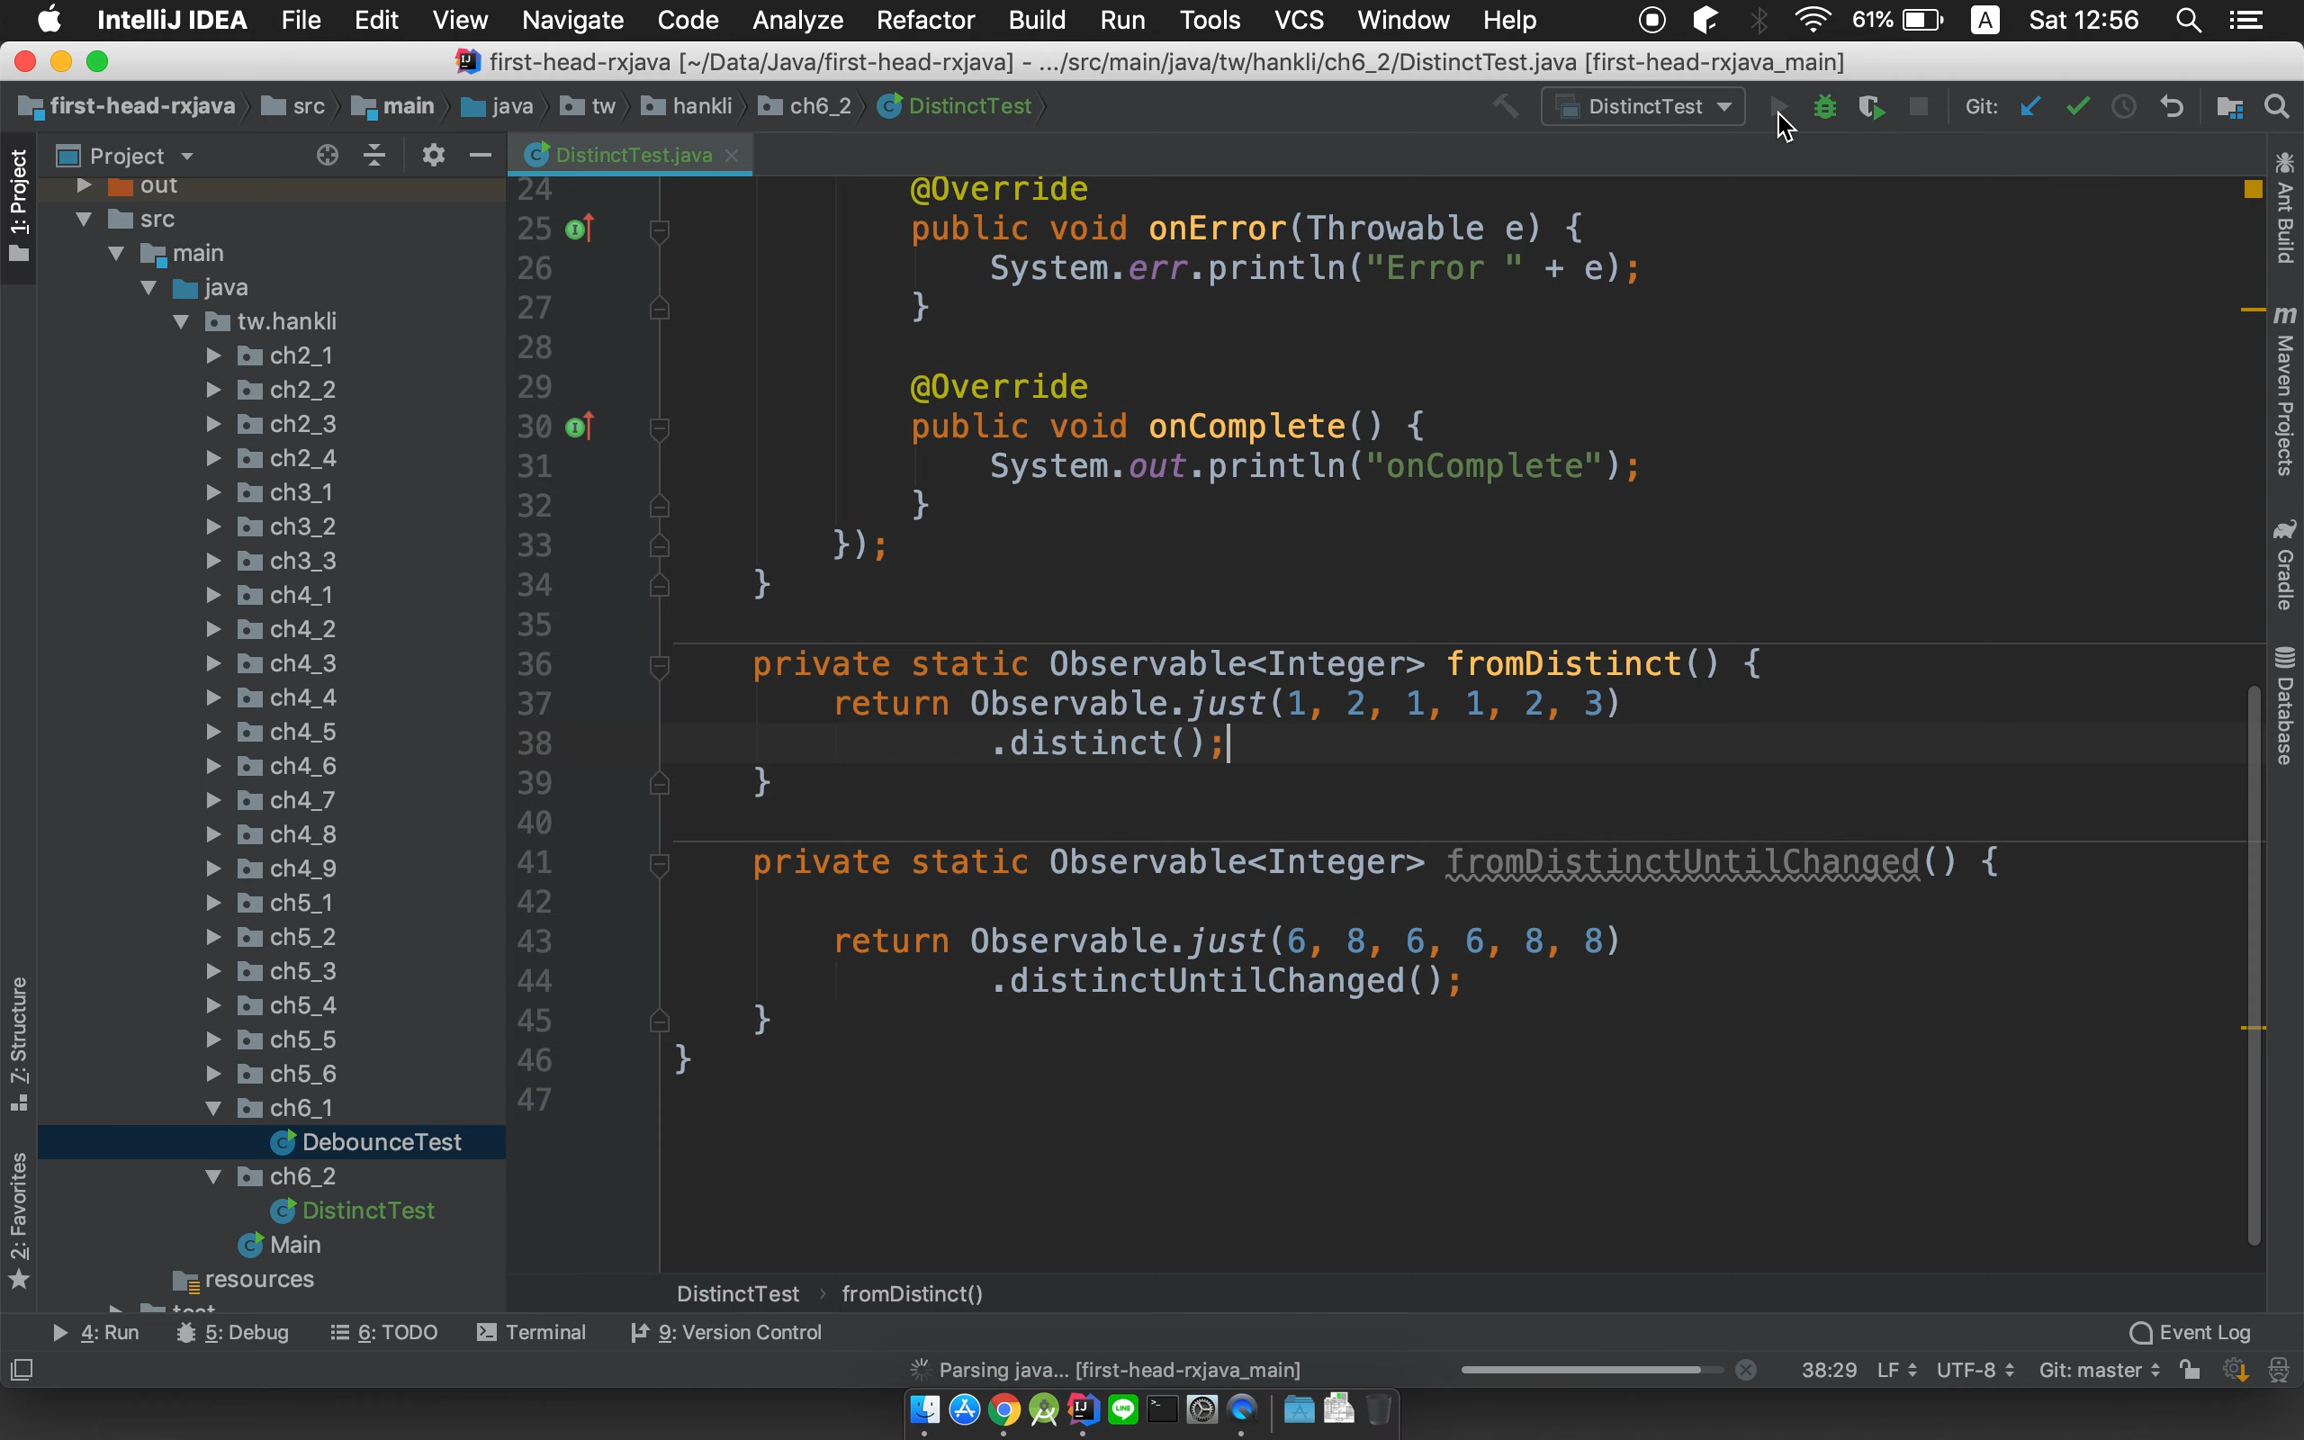 IntelliJ IDEA File Edit View Navigate Code Analyze Refactor Build Run Tools VCS Window Help 61% A Sat 12:56
first-head-rxjava [~/Data/Java/first-head-rxjava] - .../src/main/java/tw/hankli/ch6_2/DistinctTest.java [first-head-rxjava_main]
first-head-rxjava src main java tw hankli ch6_2 DistinctTest DistinctTest Git:
Project
DistinctTest.java
1: Project
Z: Structure
2: Favorites
out
src
main
java
tw.hankli
ch2_1
ch2_2
ch2_3
ch2_4
ch3_1
ch3_2
ch3_3
ch4_1
ch4_2
ch4_3
ch4_4
ch4_5
ch4_6
ch4_7
ch4_8
ch4_9
ch5_1
ch5_2
ch5_3
ch5_4
ch5_5
ch5_6
ch6_1
DebounceTest
ch6_2
DistinctTest
Main
resources
test
24 @Override
25 public void onError(Throwable e) {
26 System.err.println("Error " + e);
27 }
28
29 @Override
30 public void onComplete() {
31 System.out.println("onComplete");
32 }
33 });
34 }
35
36 private static Observable<Integer> fromDistinct() {
37 return Observable.just(1, 2, 1, 1, 2, 3)
38 .distinct();
39 }
40
41 private static Observable<Integer> fromDistinctUntilChanged() {
42
43 return Observable.just(6, 8, 6, 6, 8, 8)
44 .distinctUntilChanged();
45 }
46 }
47
DistinctTest fromDistinct()
Ant Build
m Maven Projects
Gradle
Database
4: Run 5: Debug 6: TODO Terminal 9: Version Control Event Log
Parsing java... [first-head-rxjava_main] 38:29 LF UTF-8 Git: master